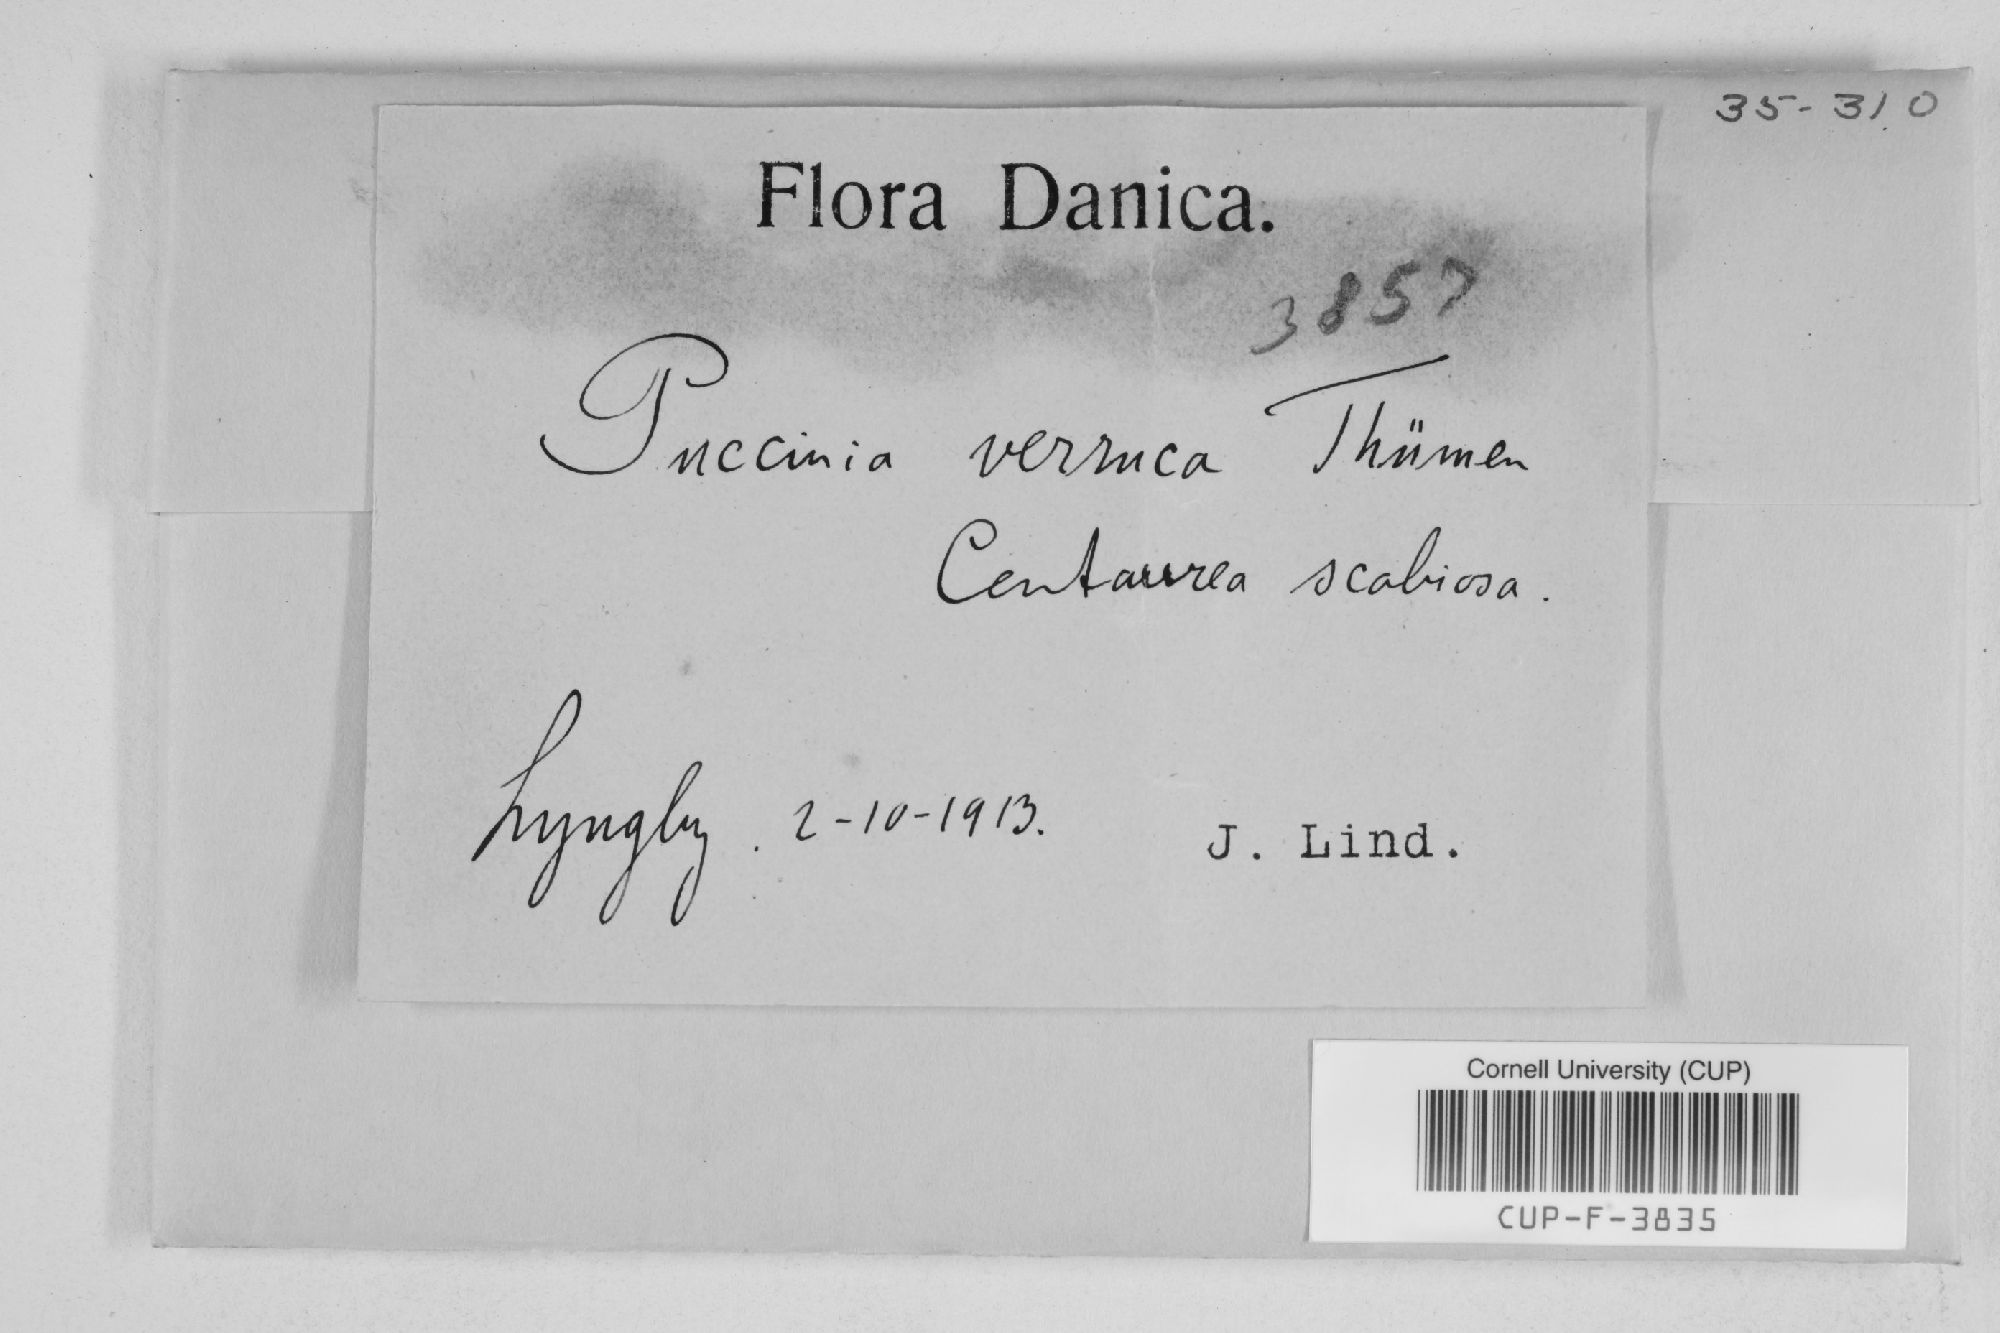 35-310
Flora Danica.
3857
Puccinia verruca Thümen
Centaurea scabiosa.
Lyngby. 2-10-1913.
J. Lind.
Cornell University (CUP)
CUP-F-3835